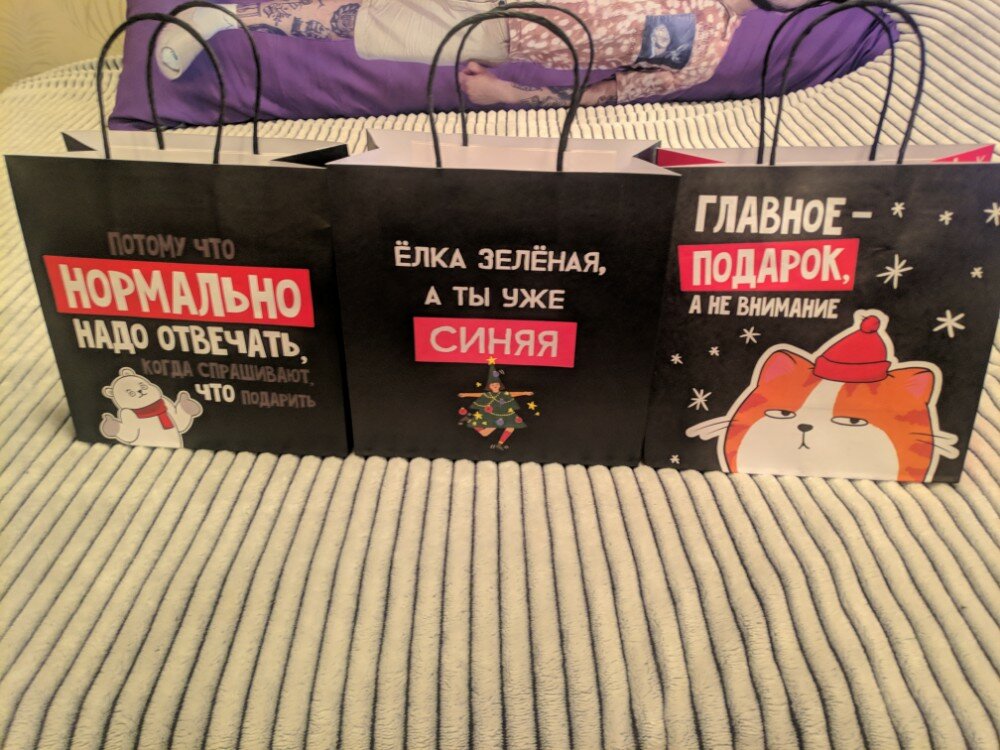 ПОТОМУ ЧТО
НОРМАЛЬНО
НАДО ОТВЕЧАТЬ,
КОГДА СПРАШИВАЮТ,
ЧТО ПОДАРИТЬ
ЁЛКА ЗЕЛЁНАЯ,
А ТЫ УЖЕ
СИНЯЯ
ГЛАВНОЕ –
ПОДАРОК,
А НЕ ВНИМАНИЕ